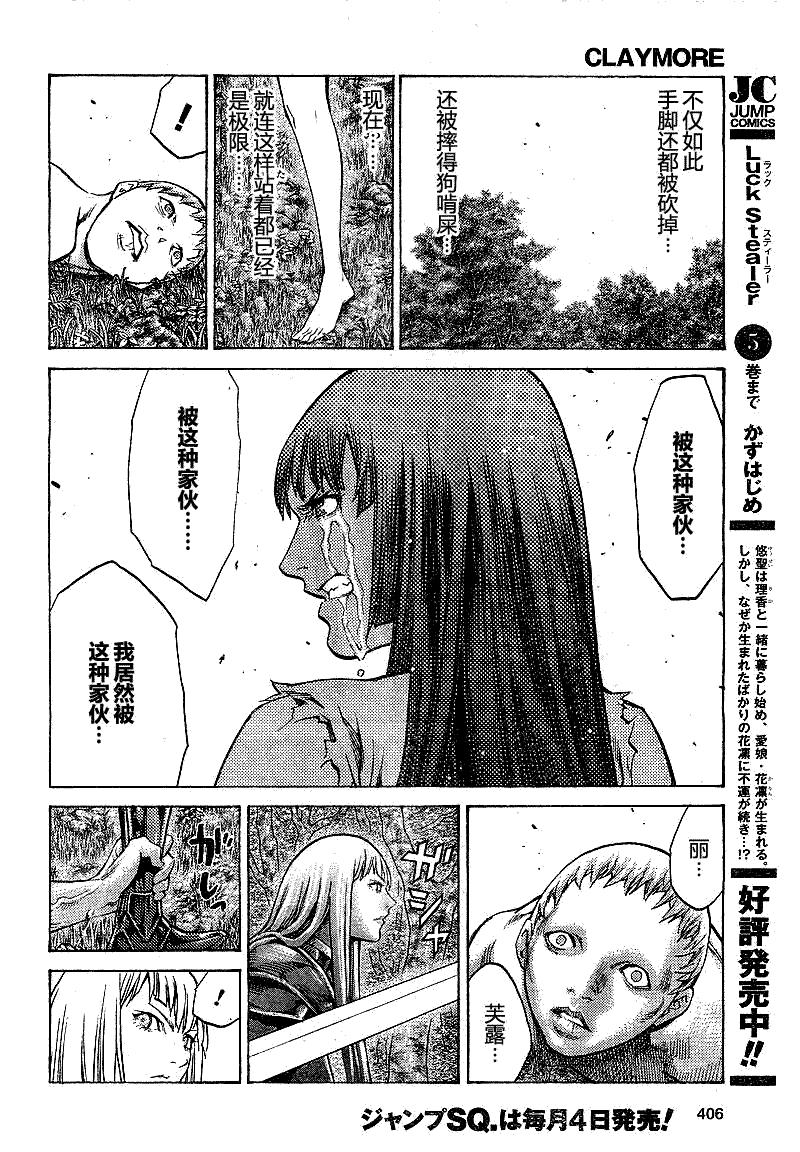 CLAYMORE
不仅如此
手脚还都被砍掉…
还被摔得狗啃屎…
现在……
就连这样站着都已经
是极限……
！
被这种家伙…
被这种家伙……
我居然被
这种家伙…
丽…
芙露…
ガシャ
がしっ
！
JC
JUMP
COMICS
Luck Stealer
ラック
スティーラー
5
巻まで
かずはじめ
悠聖は理香と一緒に暮らし始め、愛娘・花凛が生まれる。
しかし、なぜか生まれたばかりの花凛に不運が続き…!?
好評発売中!!
ジャンプSQ.は毎月4日発売!
406